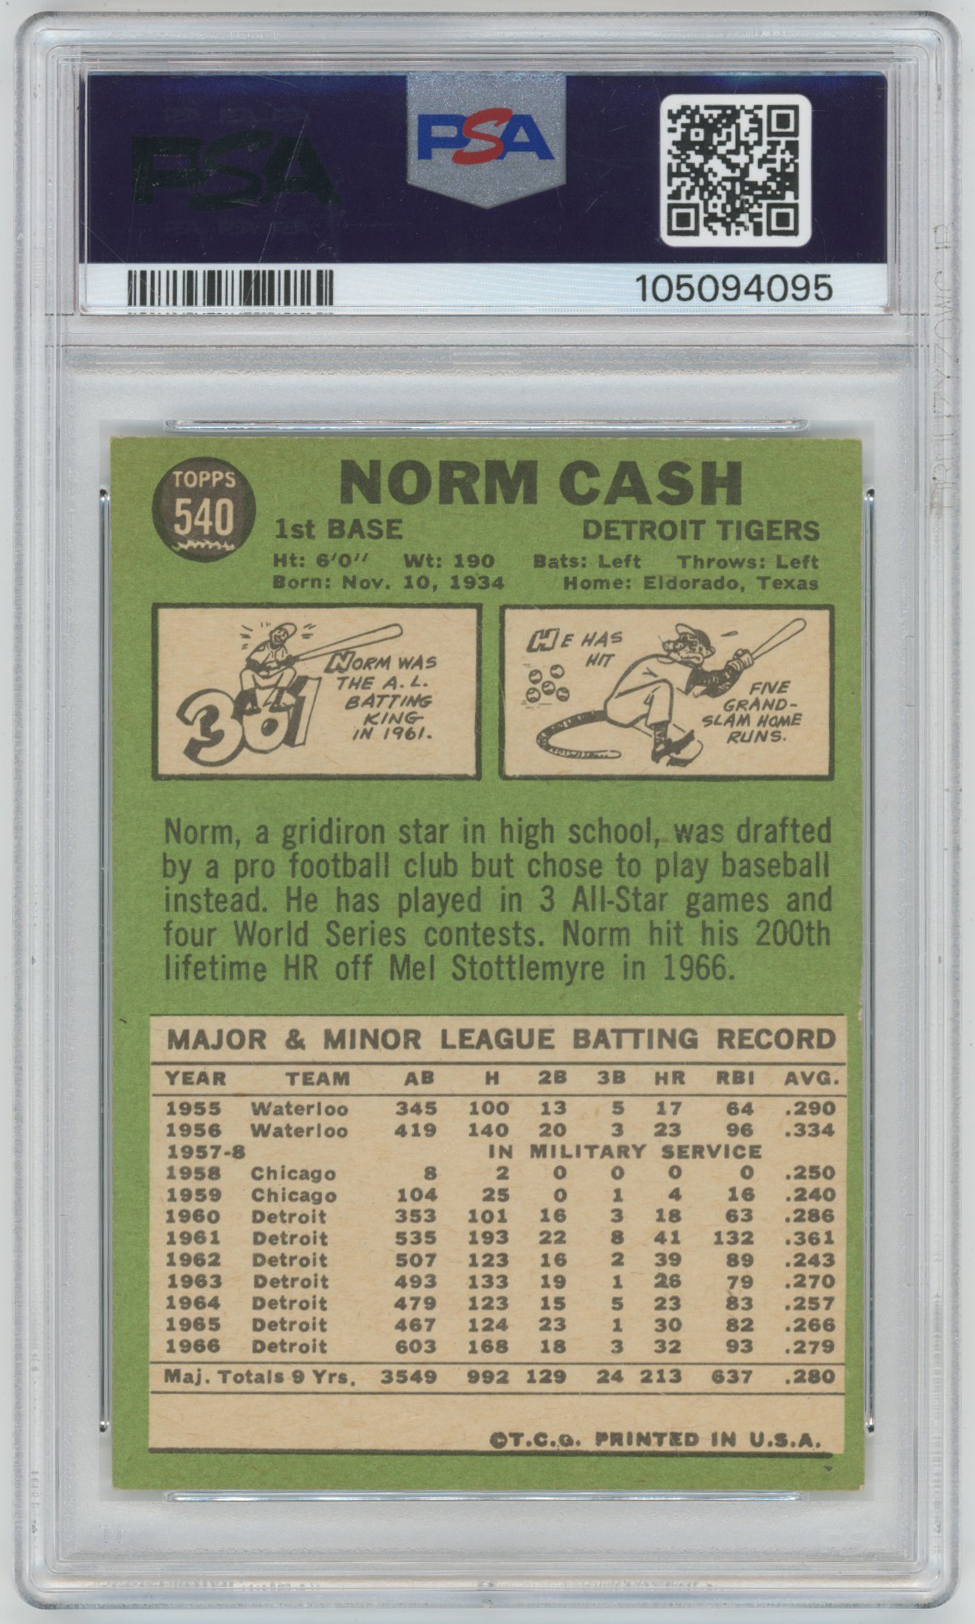 PSA
PSA
105094095
TOPPS
540
NORM CASH
1st BASE DETROIT TIGERS
Ht: 6'0" Wt: 190 Bats: Left Throws: Left
Born: Nov. 10, 1934 Home: Eldorado, Texas
361
NORM WAS
THE A.L.
BATTING
KING
IN 1961.
HE HAS
HIT
FIVE
GRAND-
SLAM HOME
RUNS.
Norm, a gridiron star in high school, was drafted
by a pro football club but chose to play baseball
instead. He has played in 3 All-Star games and
four World Series contests. Norm hit his 200th
lifetime HR off Mel Stottlemyre in 1966.
MAJOR & MINOR LEAGUE BATTING RECORD
YEAR TEAM AB H 2B 3B HR RBI AVG.
1955 Waterloo 345 100 13 5 17 64 .290
1956 Waterloo 419 140 20 3 23 96 .334
1957-8 IN MILITARY SERVICE
1958 Chicago 8 2 0 0 0 0 .250
1959 Chicago 104 25 0 1 4 16 .240
1960 Detroit 353 101 16 3 18 63 .286
1961 Detroit 535 193 22 8 41 132 .361
1962 Detroit 507 123 16 2 39 89 .243
1963 Detroit 493 133 19 1 26 79 .270
1964 Detroit 479 123 15 5 23 83 .257
1965 Detroit 467 124 23 1 30 82 .266
1966 Detroit 603 168 18 3 32 93 .279
Maj. Totals 9 Yrs. 3549 992 129 24 213 637 .280
©T.C.G. PRINTED IN U.S.A.